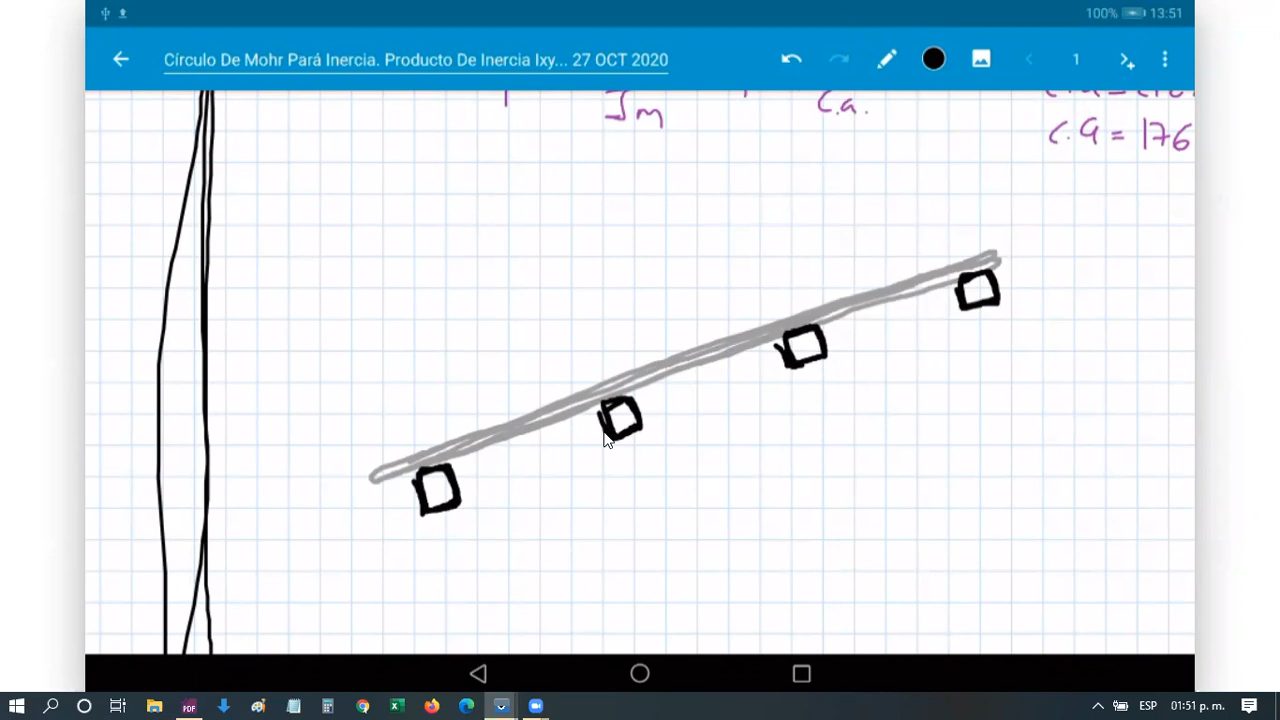 100% 13:51
Círculo De Mohr Pará Inercia. Producto De Inercia Ixy... 27 OCT 2020
1
Im
C.a.
C.a = 176
ESP 01:51 p. m.